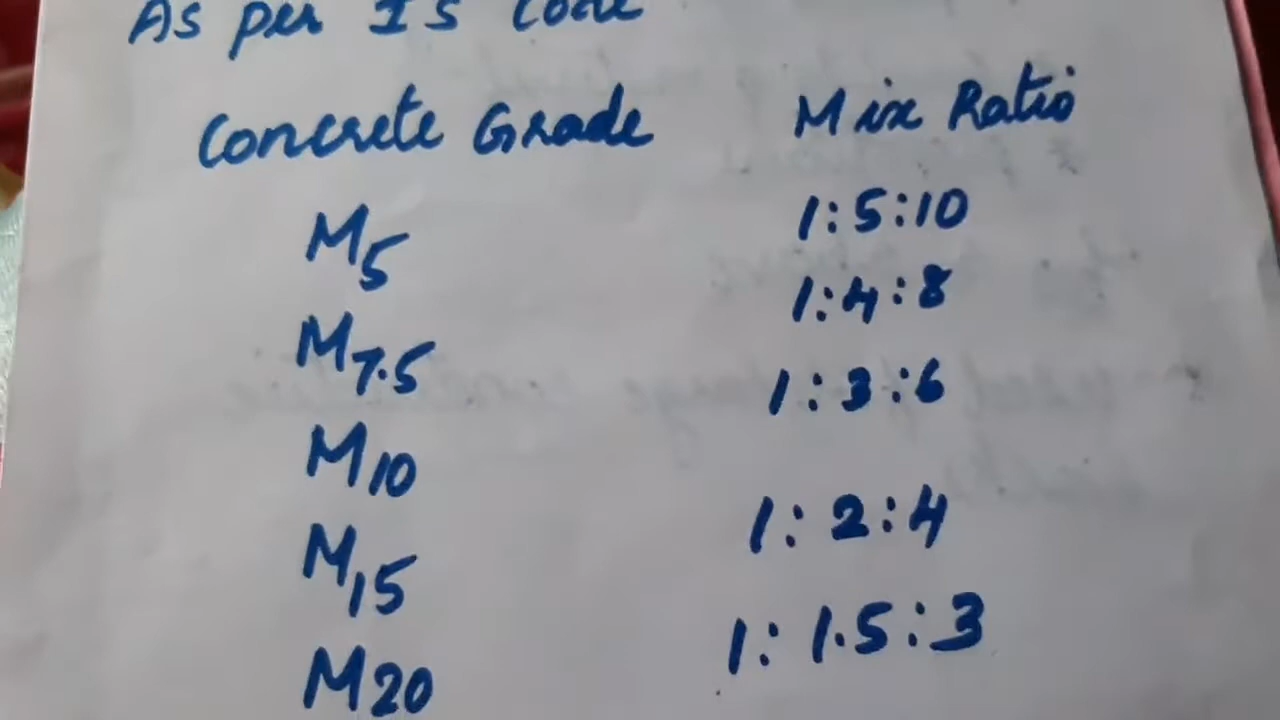 As per IS Code
Concrete Grade Mix Ratio
M5 1:5:10
M7.5 1:4:8
M10 1:3:6
M15 1:2:4
M20 1:1.5:3